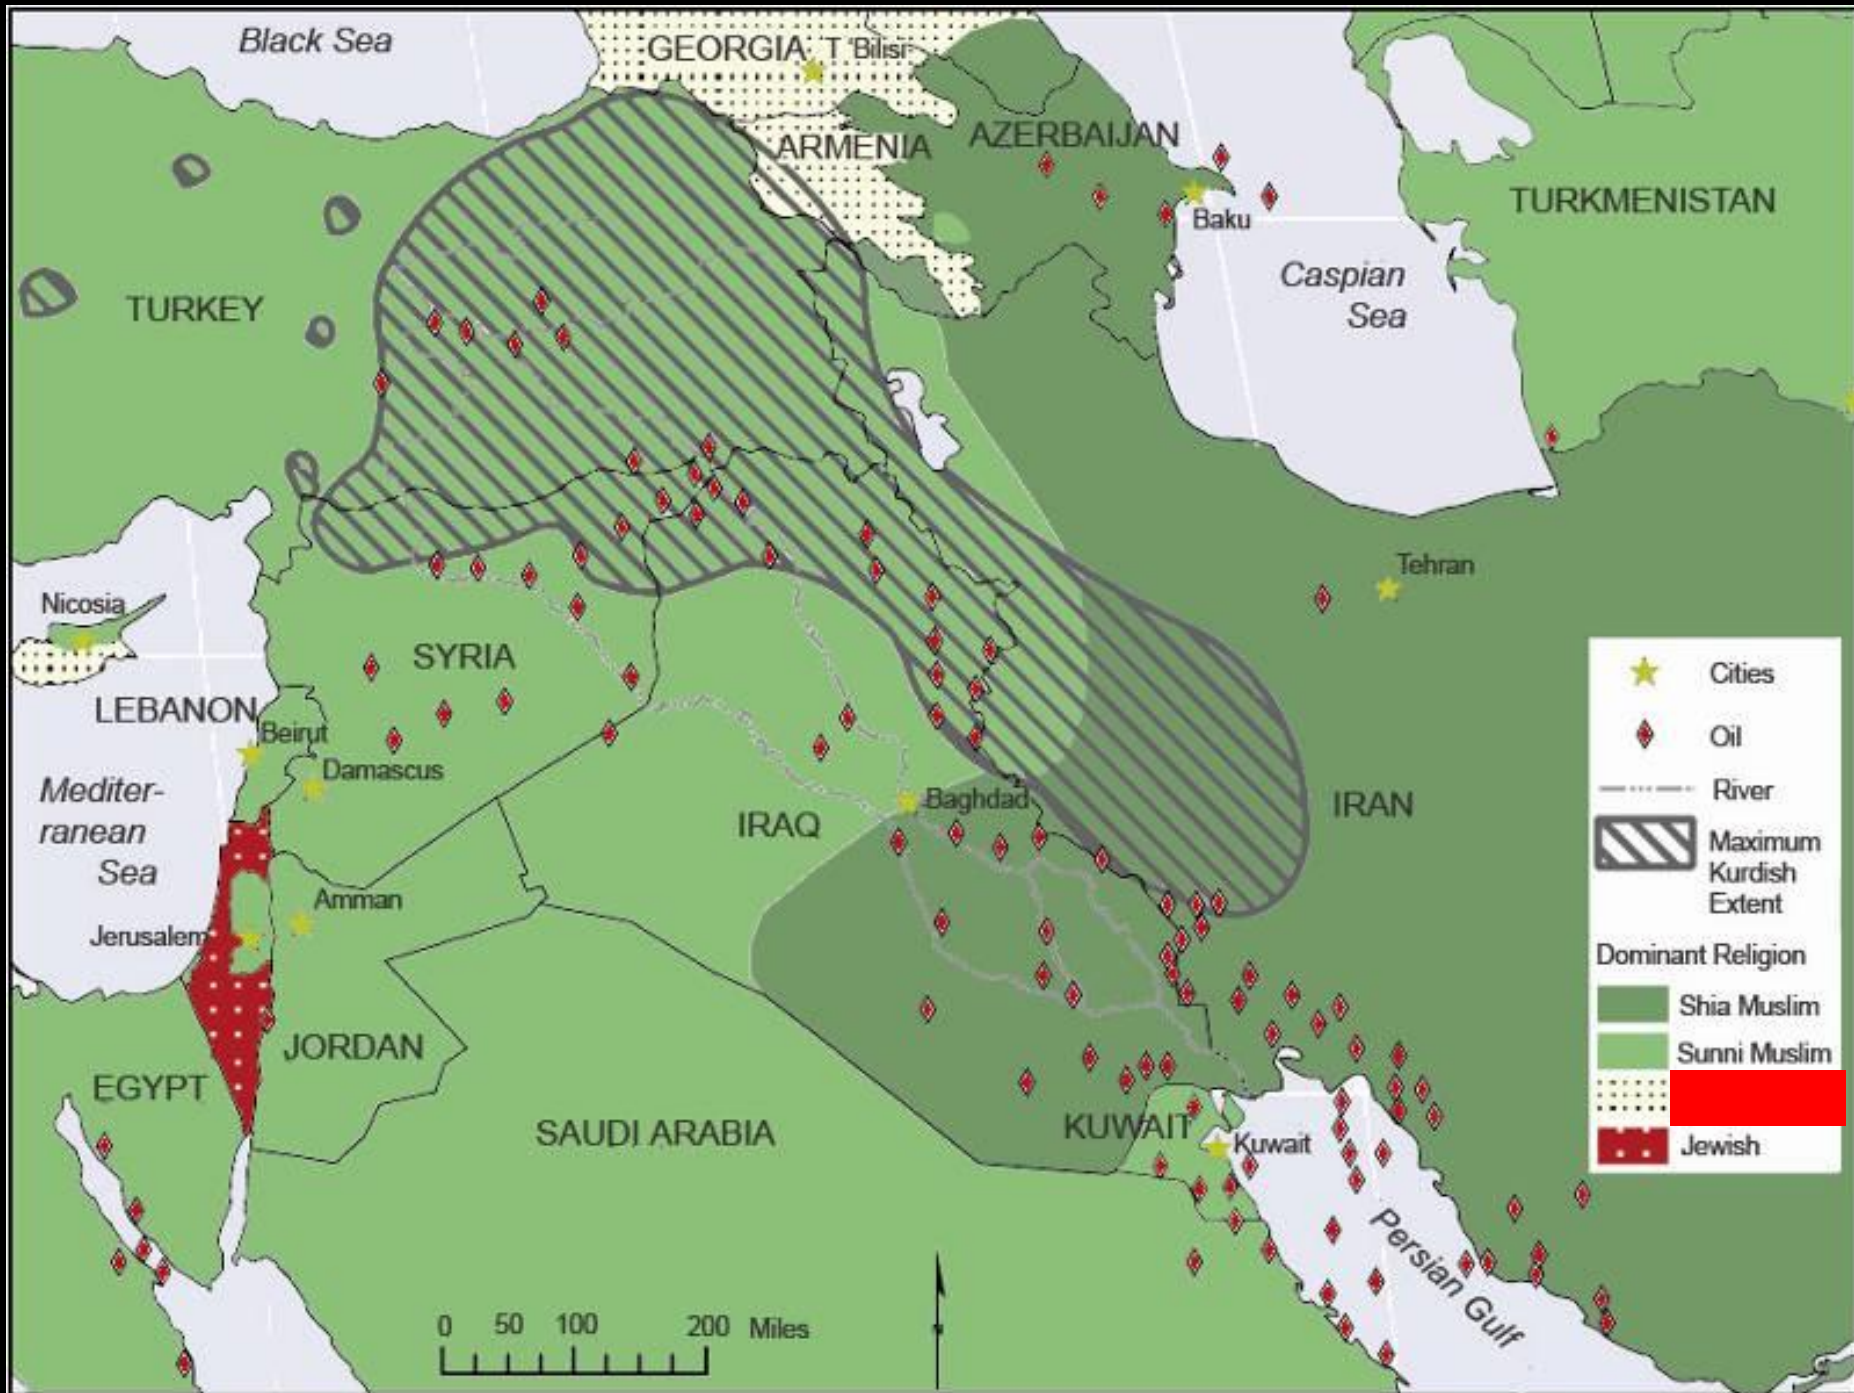 Black Sea
GEORGIA
T 'Bilisi
ARMENIA
AZERBAIJAN
Baku
TURKMENISTAN
Caspian
Sea
TURKEY
Tehran
Nicosia
SYRIA
LEBANON
Beirut
Damascus
Mediter-
ranean
Sea
IRAQ
Baghdad
IRAN
Amman
Jerusalem
JORDAN
EGYPT
SAUDI ARABIA
KUWAIT
Kuwait
Persian Gulf
0 50 100 200 Miles
Cities
Oil
River
Maximum
Kurdish
Extent
Dominant Religion
Shia Muslim
Sunni Muslim
Jewish